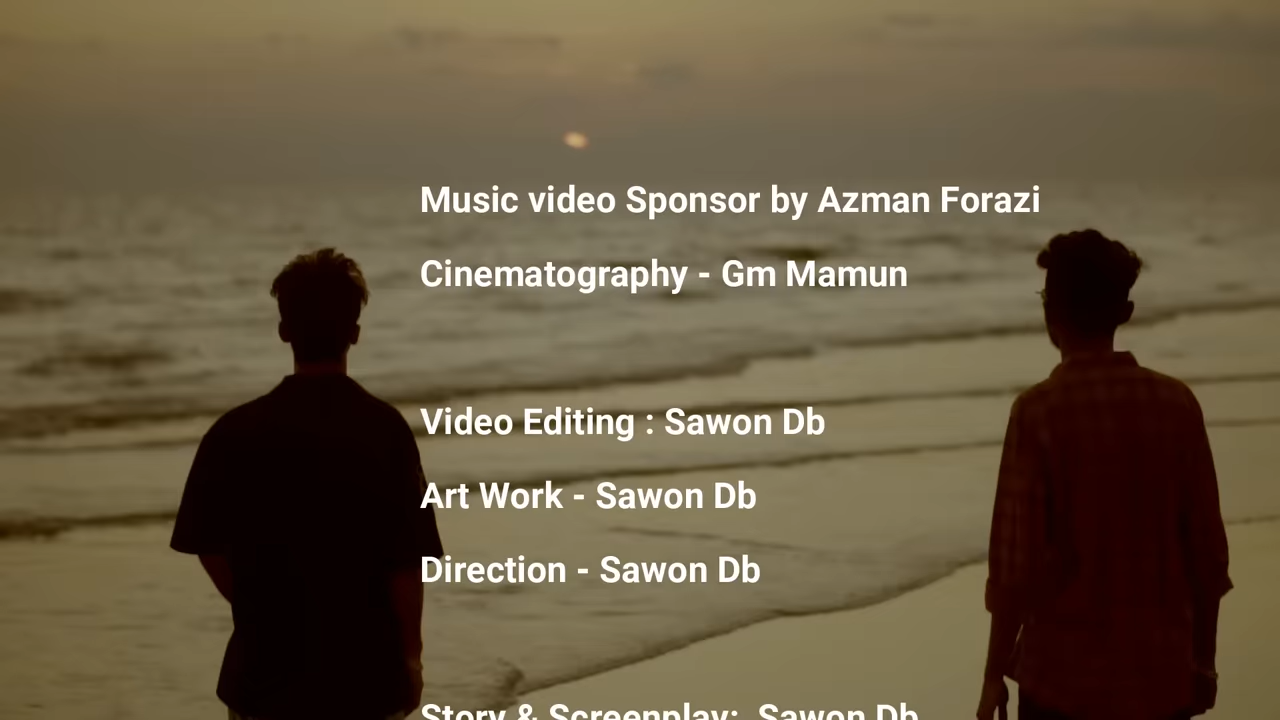 Music video Sponsor by Azman Forazi
Cinematography - Gm Mamun
Video Editing : Sawon Db
Art Work - Sawon Db
Direction - Sawon Db
Story & Screenplay: Sawon Db